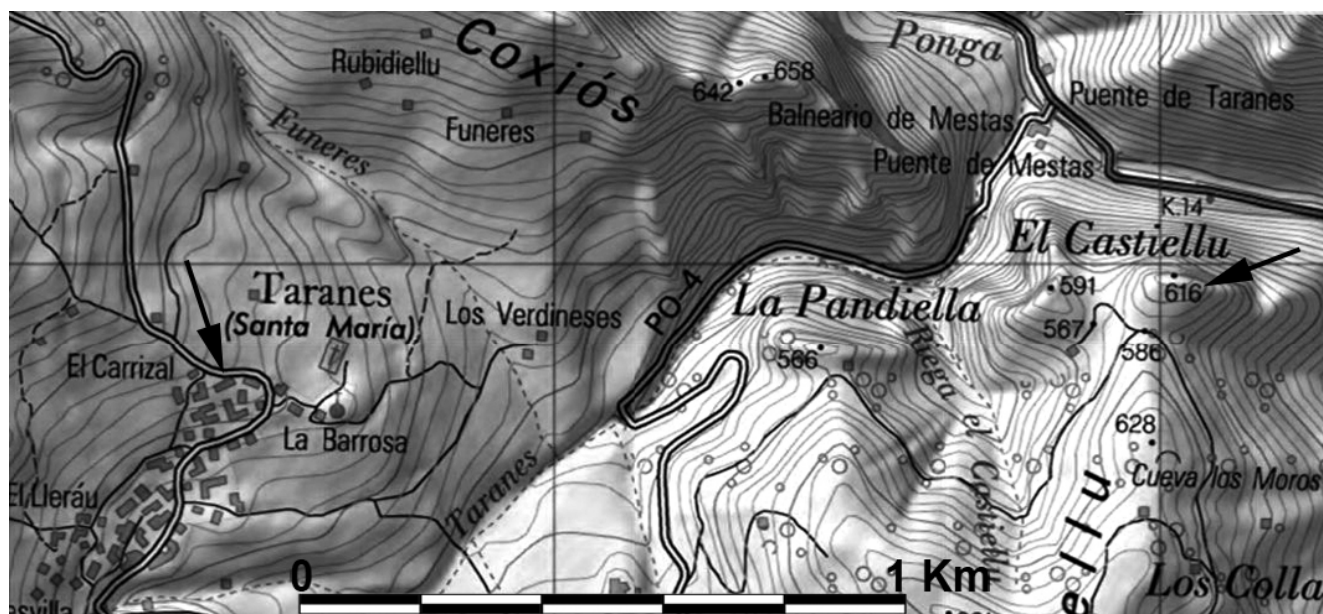 Coxiós
Ponga
Rubidiellu
642
658
Puente de Taranes
Funeres
Funeres
Balneario de Mestas
Puente de Mestas
K.14
El Castiellu
Taranes
(Santa María)
Los Verdineses
PO-4
La Pandiella
591
616
567
586
566
El Carrizal
Riega el Castiellu
La Barrosa
628
Cueva los Moros
El Lleráu
Taranes
0
1 Km
Los Colla